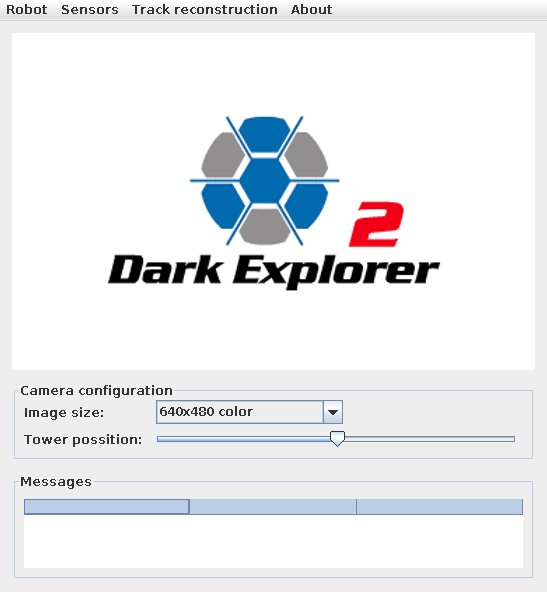 Robot Sensors Track reconstruction About
2
Dark Explorer
Camera configuration
Image size: 640x480 color
Tower possition:
Messages